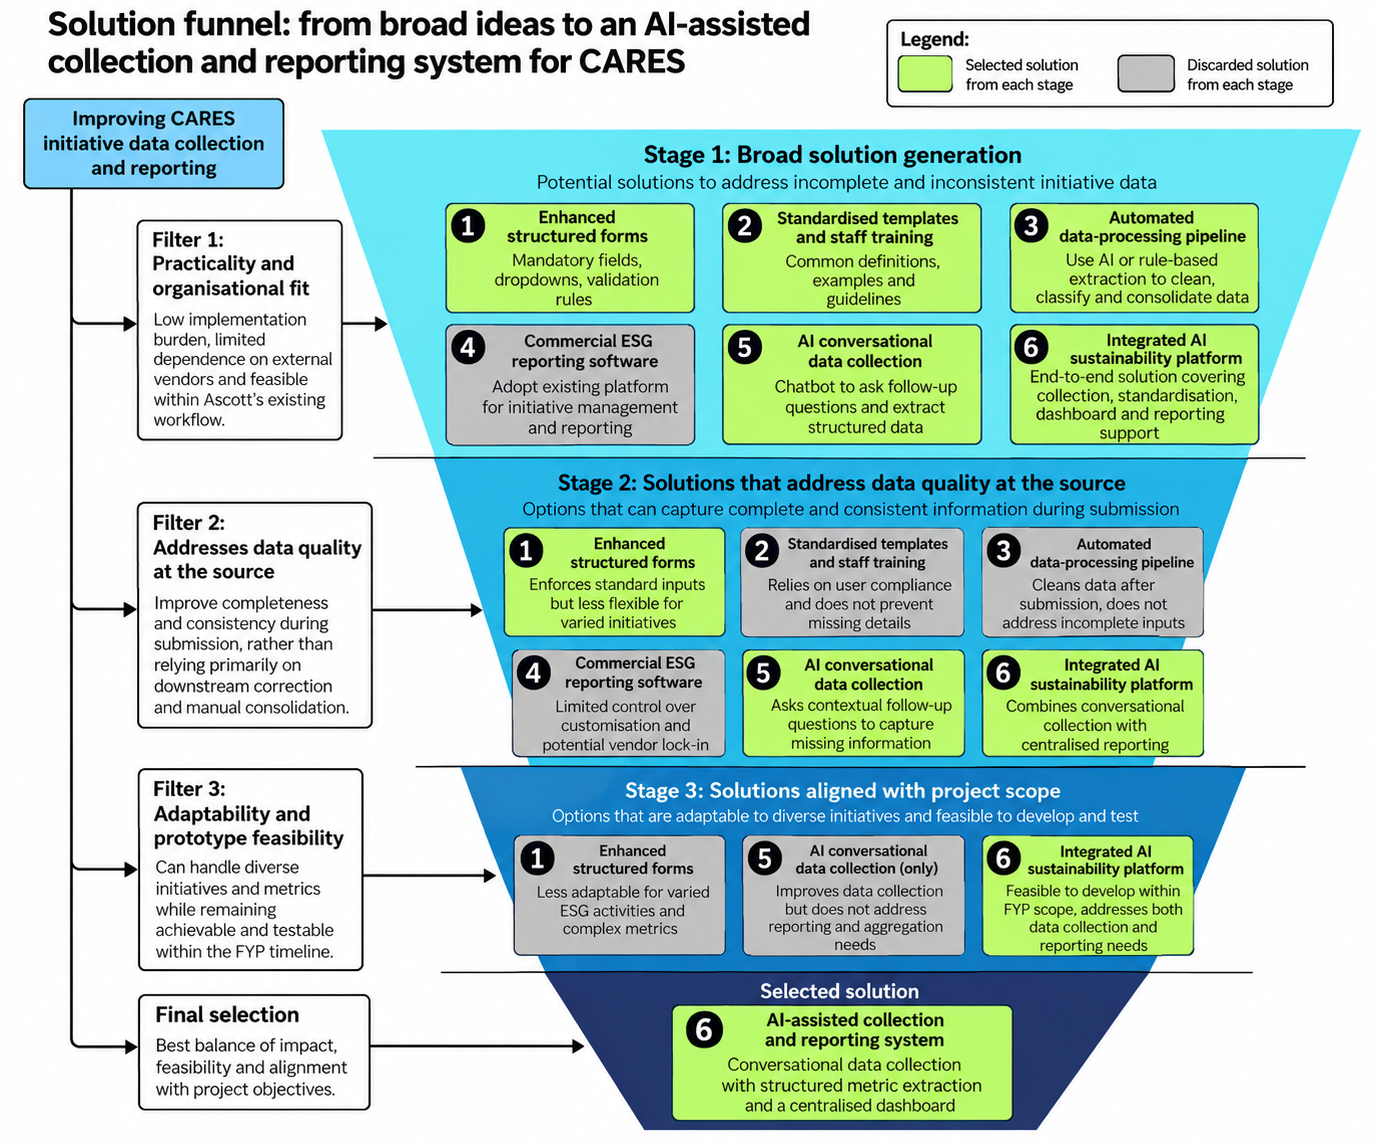 Solution funnel: from broad ideas to an AI-assisted
collection and reporting system for CARES
Legend:
Selected solution
from each stage
Discarded solution
from each stage
Improving CARES
initiative data collection
and reporting
Filter 1:
Practicality and
organisational fit
Low implementation
burden, limited
dependence on external
vendors and feasible
within Ascott's existing
workflow.
Stage 1: Broad solution generation
Potential solutions to address incomplete and inconsistent initiative data
1
Enhanced
structured forms
Mandatory fields,
dropdowns, validation
rules
2
Standardised templates
and staff training
Common definitions,
examples and
guidelines
3
Automated
data-processing pipeline
Use AI or rule-based
extraction to clean,
classify and consolidate data
4
Commercial ESG
reporting software
Adopt existing platform
for initiative management
and reporting
5
AI conversational
data collection
Chatbot to ask follow-up
questions and extract
structured data
6
Integrated AI
sustainability platform
End-to-end solution covering
collection, standardisation,
dashboard and reporting
support
Filter 2:
Addresses data quality
at the source
Improve completeness
and consistency during
submission, rather than
relying primarily on
downstream correction
and manual consolidation.
Stage 2: Solutions that address data quality at the source
Options that can capture complete and consistent information during submission
1
Enhanced
structured forms
Enforces standard inputs
but less flexible for
varied initiatives
2
Standardised templates
and staff training
Relies on user compliance
and does not prevent
missing details
3
Automated
data-processing pipeline
Cleans data after
submission, does not
address incomplete inputs
4
Commercial ESG
reporting software
Limited control over
customisation and
potential vendor lock-in
5
AI conversational
data collection
Asks contextual follow-up
questions to capture
missing information
6
Integrated AI
sustainability platform
Combines conversational
collection with
centralised reporting
Filter 3:
Adaptability and
prototype feasibility
Can handle diverse
initiatives and metrics
while remaining
achievable and testable
within the FYP timeline.
Stage 3: Solutions aligned with project scope
Options that are adaptable to diverse initiatives and feasible to develop and test
1
Enhanced
structured forms
Less adaptable for varied
ESG activities and
complex metrics
5
AI conversational
data collection (only)
Improves data collection
but does not address
reporting and aggregation
needs
6
Integrated AI
sustainability platform
Feasible to develop within
FYP scope, addresses both
data collection and
reporting needs
Final selection
Best balance of impact,
feasibility and alignment
with project objectives.
Selected solution
6
AI-assisted collection
and reporting system
Conversational data collection
with structured metric extraction
and a centralised dashboard